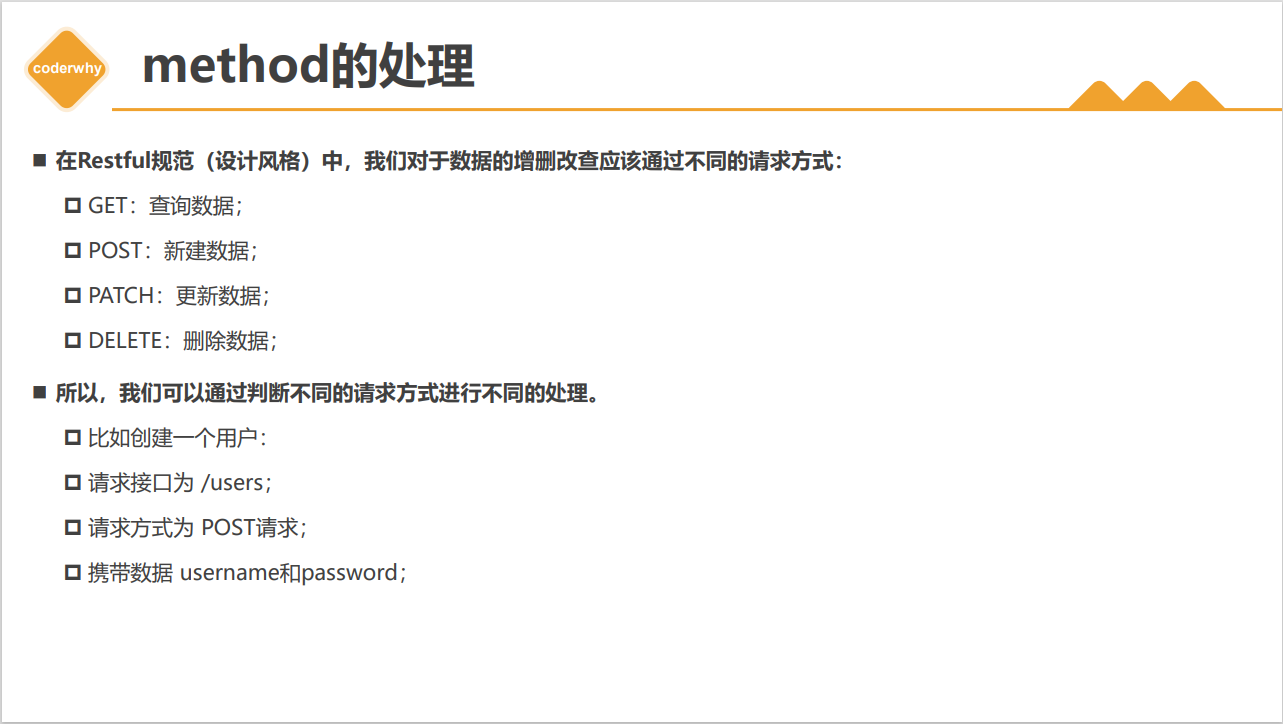 coderwhy
method的处理
在Restful规范（设计风格）中，我们对于数据的增删改查应该通过不同的请求方式：
GET：查询数据；
POST：新建数据；
PATCH：更新数据；
DELETE：删除数据；
所以，我们可以通过判断不同的请求方式进行不同的处理。
比如创建一个用户：
请求接口为 /users；
请求方式为 POST请求；
携带数据 username和password；